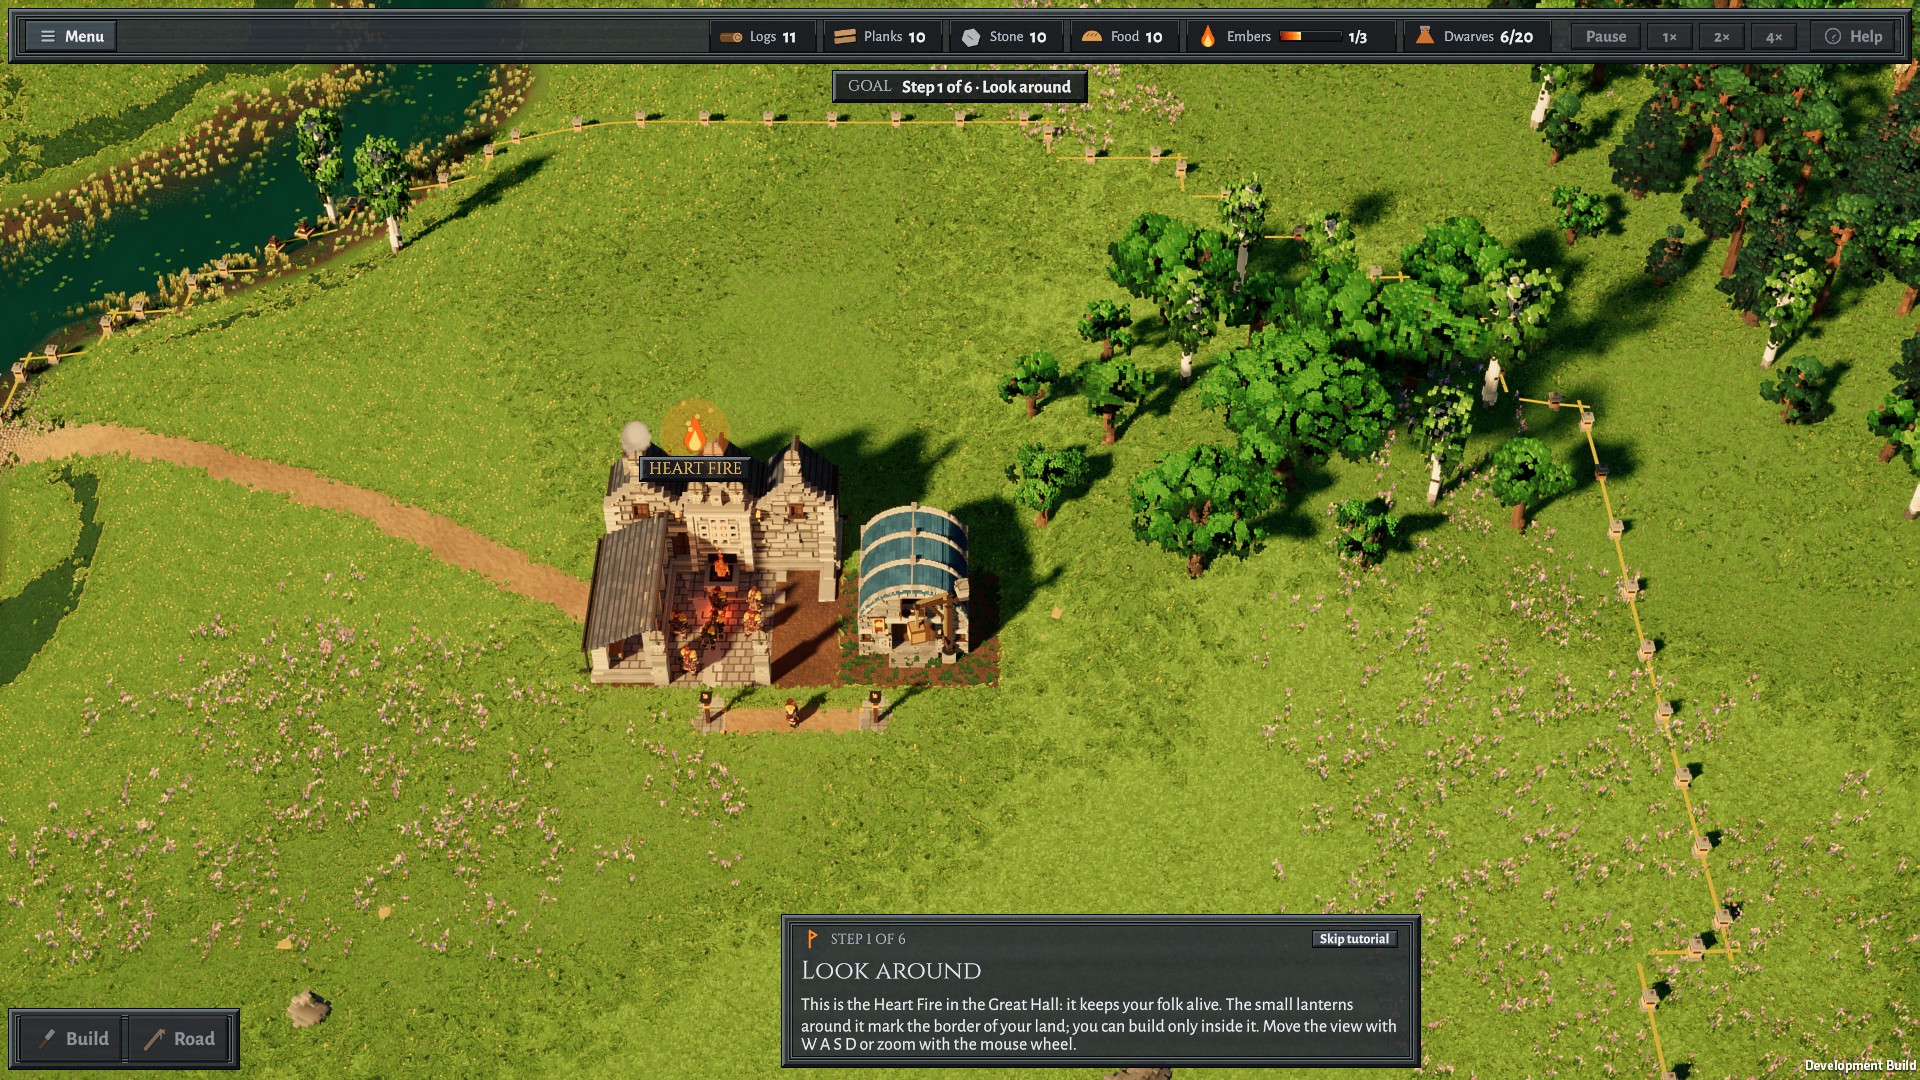 Menu
Logs 11
Planks 10
Stone 10
Food 10
Embers 1/3
Dwarves 6/20
Pause
1×
2×
4×
Help
GOAL Step 1 of 6 · Look around
HEART FIRE
STEP 1 OF 6
Skip tutorial
LOOK AROUND
This is the Heart Fire in the Great Hall: it keeps your folk alive. The small lanterns
around it mark the border of your land; you can build only inside it. Move the view with
W A S D or zoom with the mouse wheel.
Build
Road
Development Build